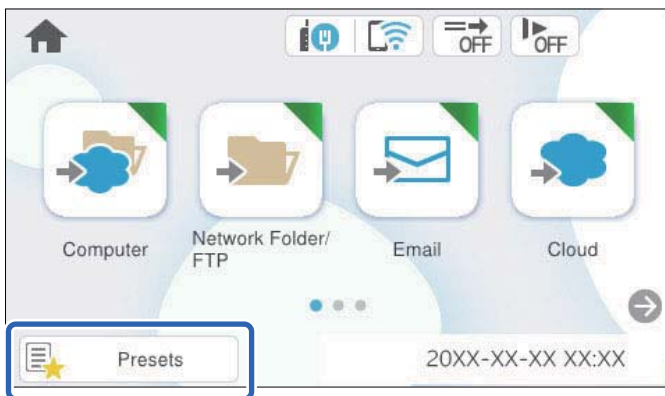 OFF
OFF
Computer
Network Folder/
FTP
Email
Cloud
Presets
20XX-XX-XX XX:XX